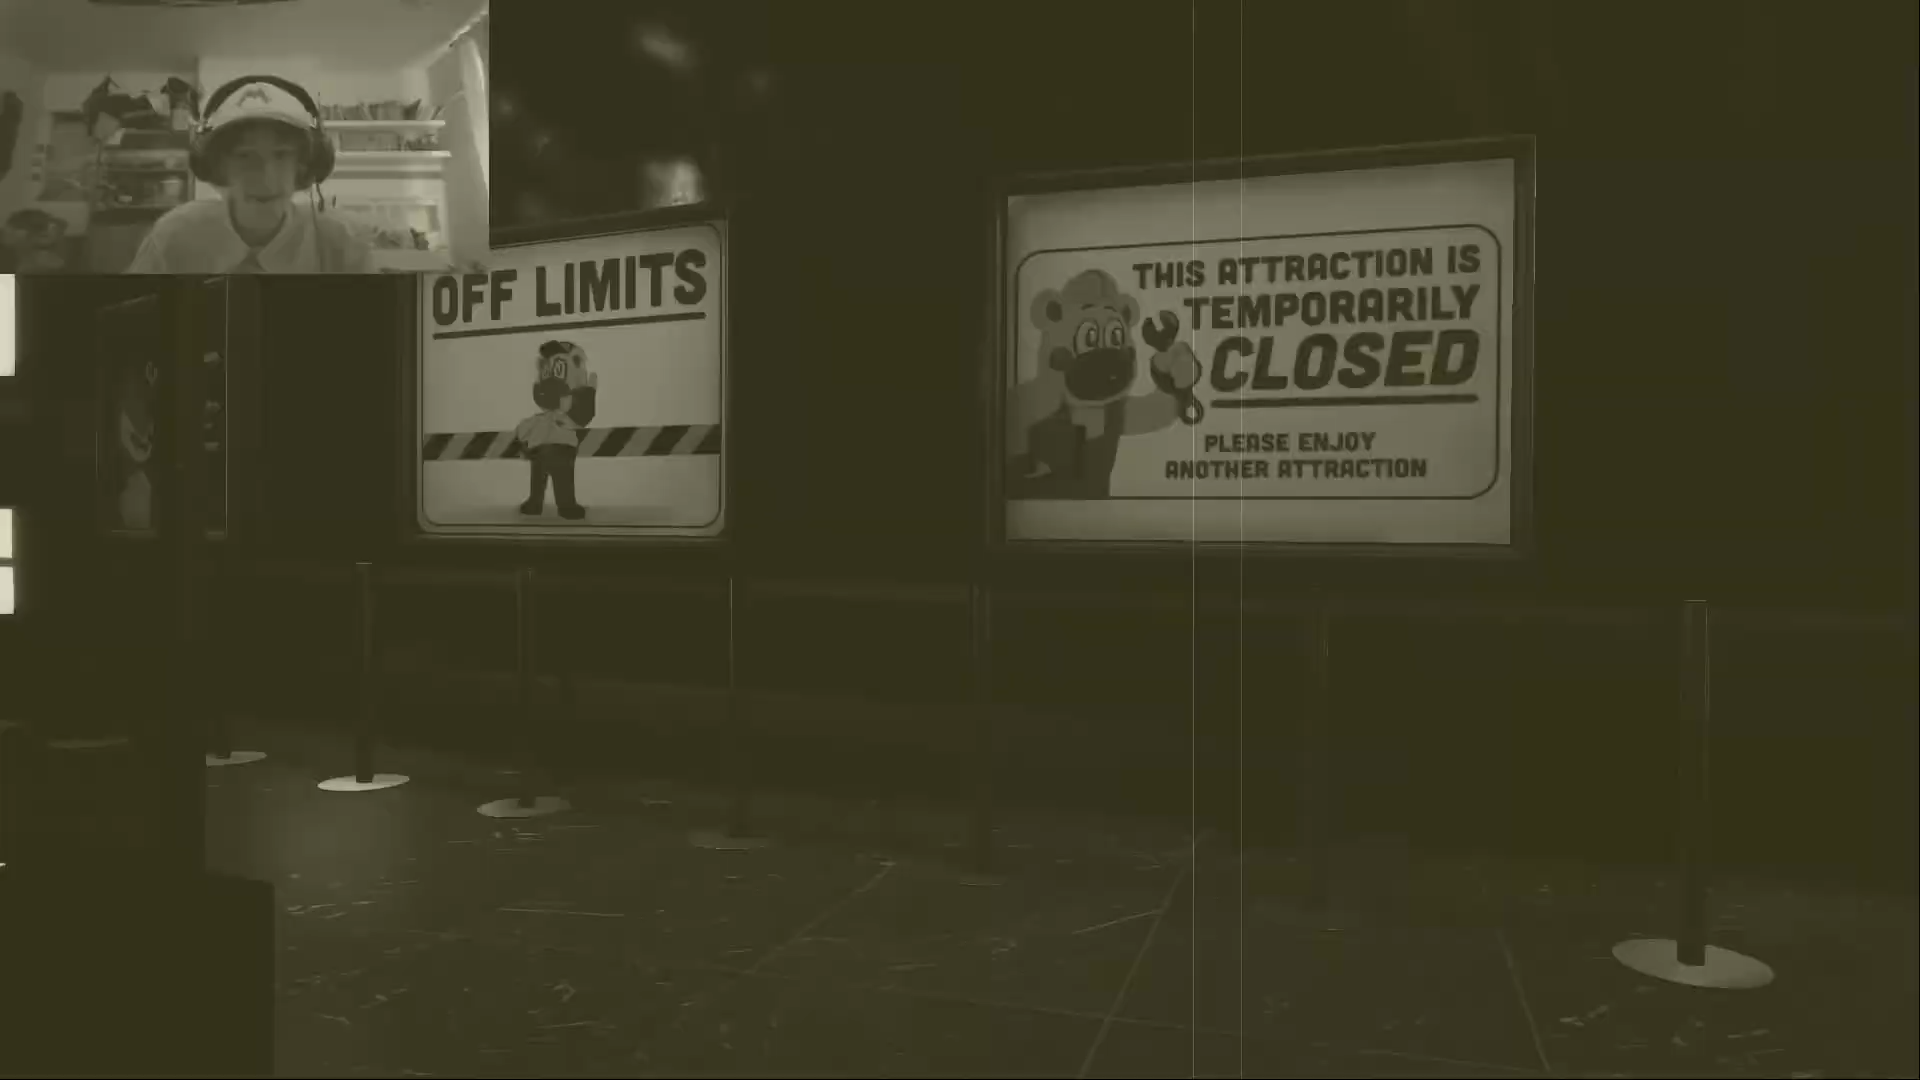 M
OFF LIMITS
THIS ATTRACTION IS
TEMPORARILY
CLOSED
PLEASE ENJOY
ANOTHER ATTRACTION